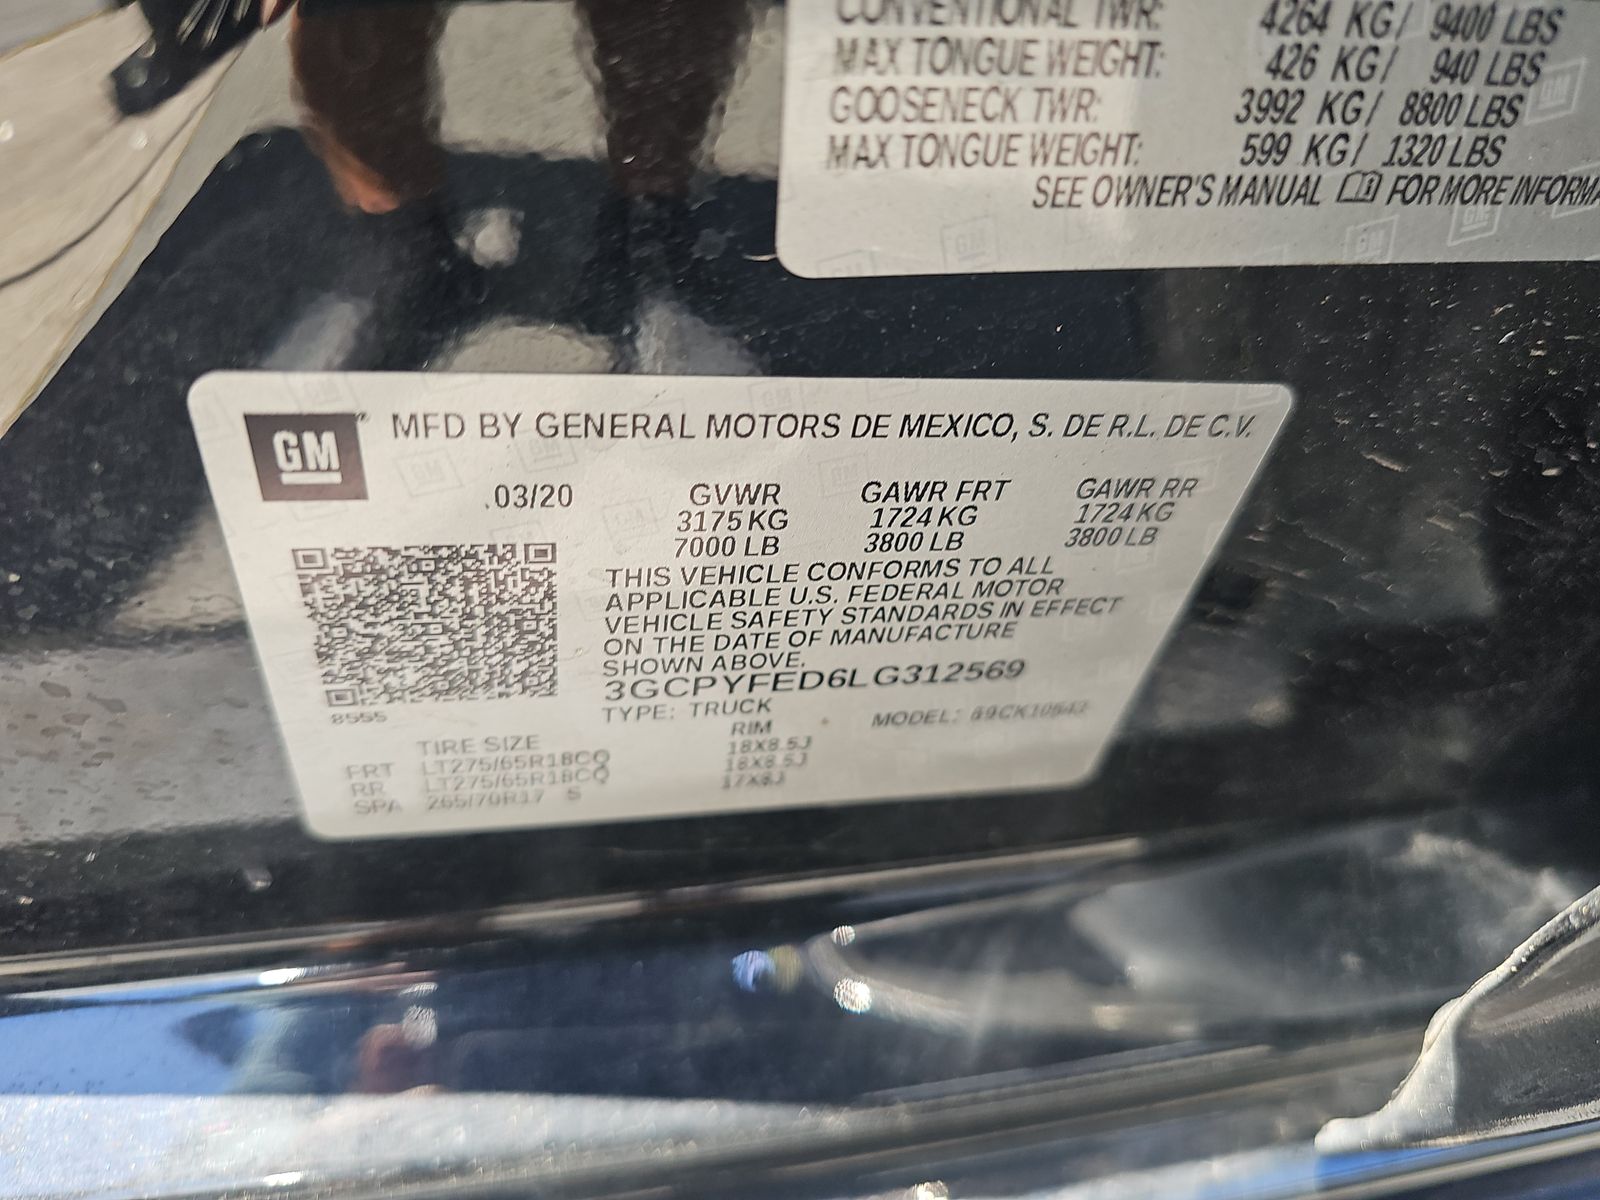 CONVENTIONAL TWR: 4264 KG/ 9400 LBS
MAX TONGUE WEIGHT: 426 KG/ 940 LBS
GOOSENECK TWR: 3992 KG/ 8800 LBS
MAX TONGUE WEIGHT: 599 KG/ 1320 LBS
SEE OWNER'S MANUAL FOR MORE INFORMA
GM MFD BY GENERAL MOTORS DE MEXICO, S. DE R.L. DE C.V.
03/20 GVWR GAWR FRT GAWR RR
3175 KG 1724 KG 1724 KG
7000 LB 3800 LB 3800 LB
THIS VEHICLE CONFORMS TO ALL
APPLICABLE U.S. FEDERAL MOTOR
VEHICLE SAFETY STANDARDS IN EFFECT
ON THE DATE OF MANUFACTURE
SHOWN ABOVE.
3GCPYFED6LG312569
8555 TYPE: TRUCK MODEL:
TIRE SIZE RIM
FRT LT275/65R18CQ 18X8.5J
RR LT275/65R18CQ 18X8.5J
SPA 265/70R17 S 17X8J